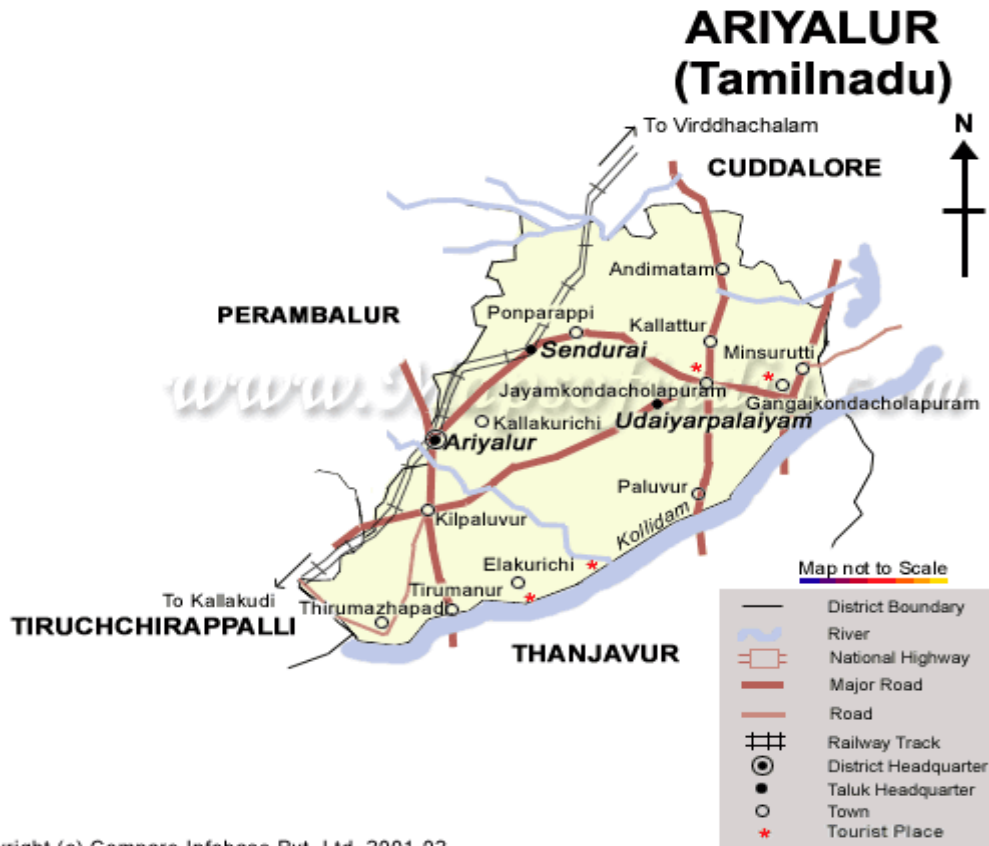 ARIYALUR
(Tamilnadu)
To Virddhachalam
N
CUDDALORE
Andimatam
PERAMBALUR
Ponparappi
Kallattur
Sendurai
Minsurutti
Jayamkondacholapuram
Gangaikondacholapuram
Kallakurichi
Udaiyarpalaiyam
Ariyalur
Paluvur
Kollidam
Kilpaluvur
Elakurichi
Map not to Scale
Tirumanur
To Kallakudi
Thirumazhapadi
TIRUCHCHIRAPPALLI
THANJAVUR
District Boundary
River
National Highway
Major Road
Road
Railway Track
District Headquarter
Taluk Headquarter
Town
Tourist Place